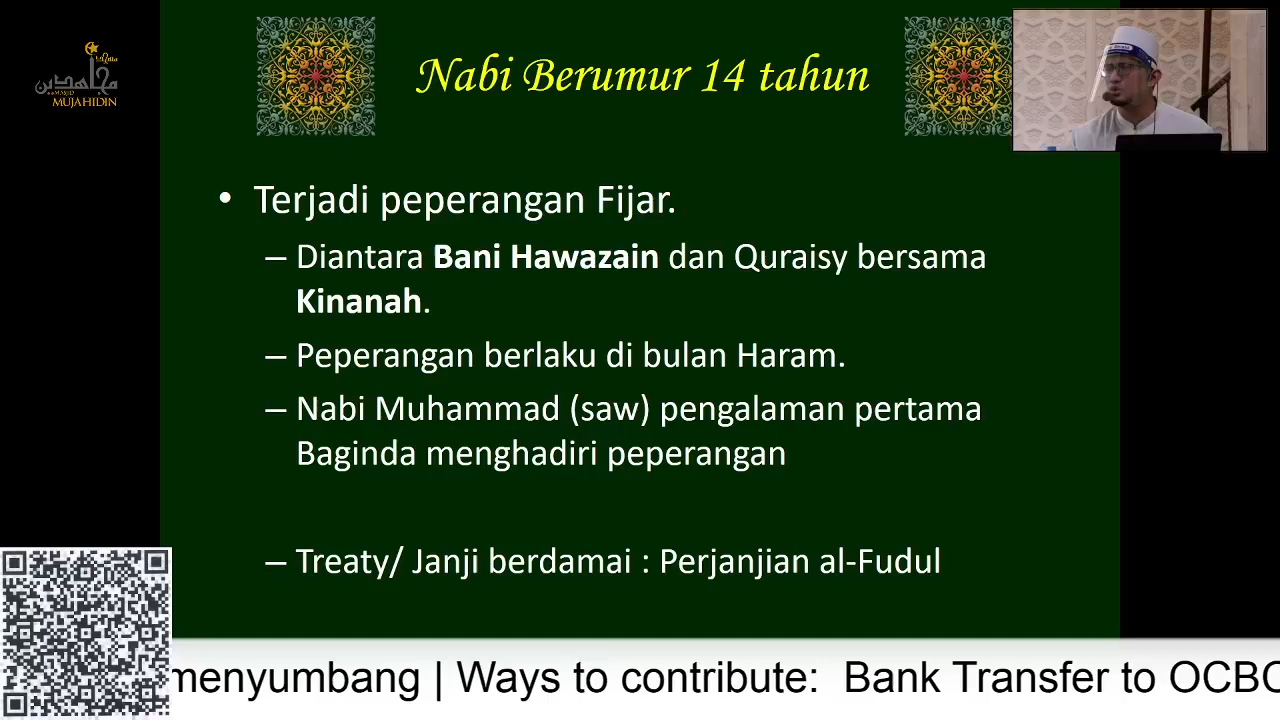 مجاهدين
MASJID
MUJAHIDIN
Nabi Berumur 14 tahun
• Terjadi peperangan Fijar.
– Diantara Bani Hawazain dan Quraisy bersama
Kinanah.
– Peperangan berlaku di bulan Haram.
– Nabi Muhammad (saw) pengalaman pertama
Baginda menghadiri peperangan
– Treaty/ Janji berdamai : Perjanjian al-Fudul
menyumbang | Ways to contribute: Bank Transfer to OCBC